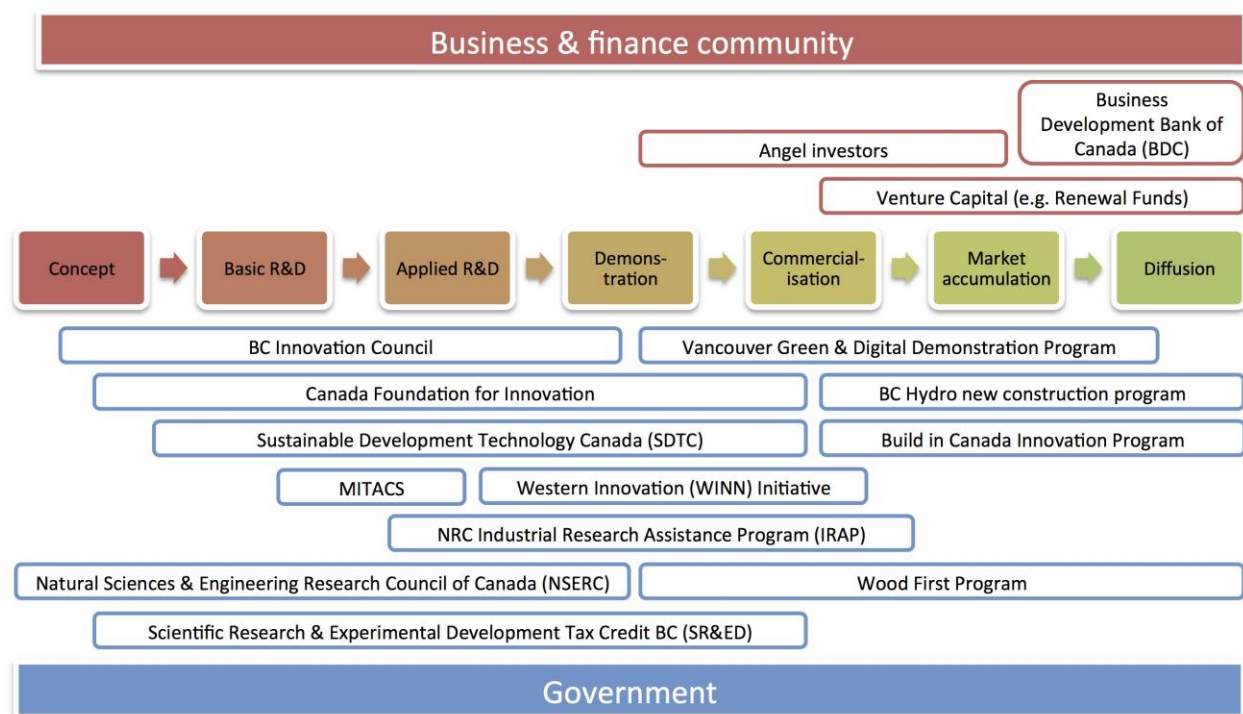 Business & finance community
Business
Development Bank of
Canada (BDC)
Angel investors
Venture Capital (e.g. Renewal Funds)
Concept
Basic R&D
Applied R&D
Demons-
tration
Commercial-
isation
Market
accumulation
Diffusion
BC Innovation Council
Vancouver Green & Digital Demonstration Program
Canada Foundation for Innovation
BC Hydro new construction program
Sustainable Development Technology Canada (SDTC)
Build in Canada Innovation Program
MITACS
Western Innovation (WINN) Initiative
NRC Industrial Research Assistance Program (IRAP)
Natural Sciences & Engineering Research Council of Canada (NSERC)
Wood First Program
Scientific Research & Experimental Development Tax Credit BC (SR&ED)
Government